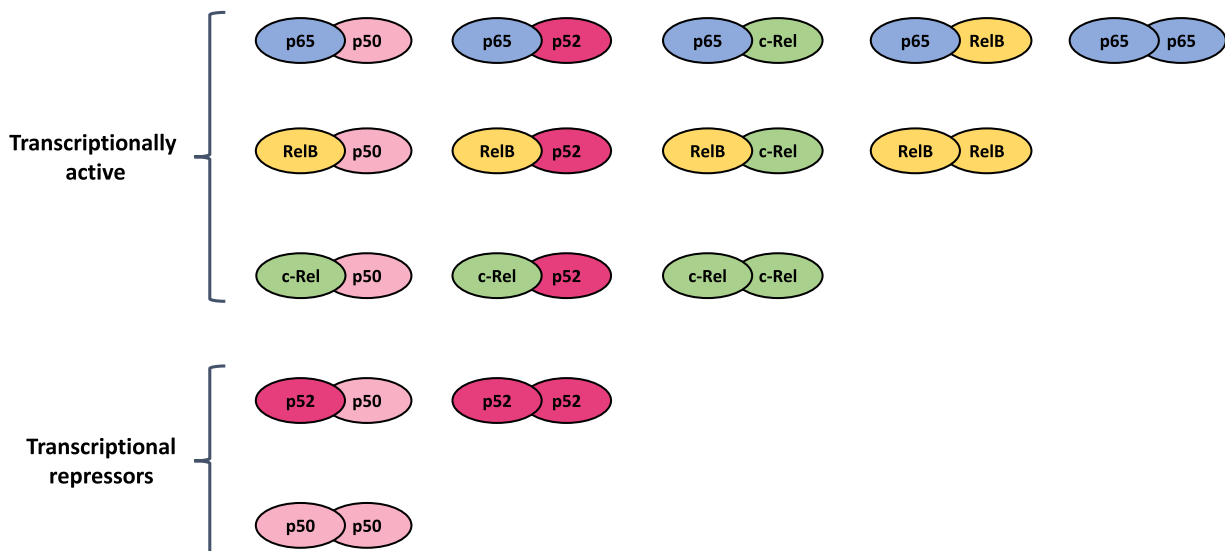 p65 p50 p65 p52 p65 c-Rel p65 RelB p65 p65
Transcriptionally
active
RelB p50 RelB p52 RelB c-Rel RelB RelB
c-Rel p50 c-Rel p52 c-Rel c-Rel
p52 p50 p52 p52
Transcriptional
repressors
p50 p50